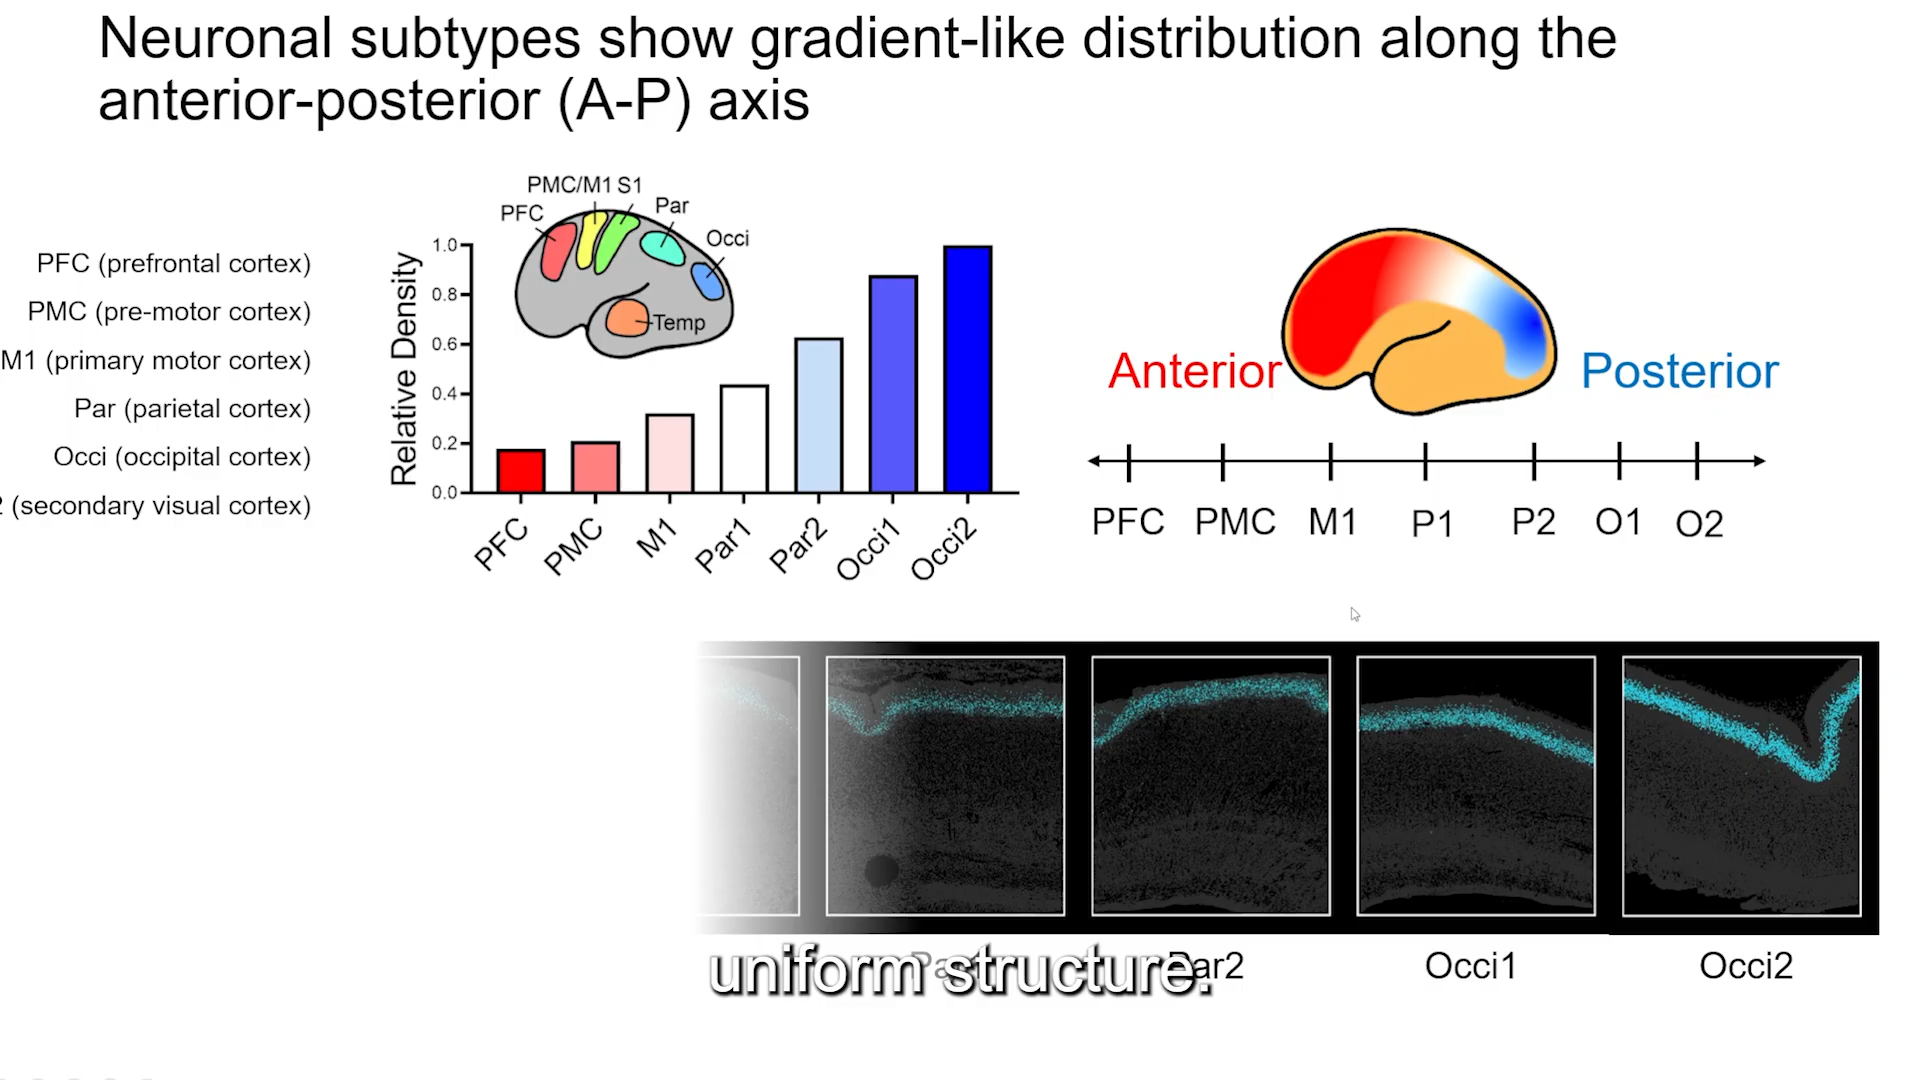 Neuronal subtypes show gradient-like distribution along the
anterior-posterior (A-P) axis
PFC (prefrontal cortex)
PMC (pre-motor cortex)
M1 (primary motor cortex)
Par (parietal cortex)
Occi (occipital cortex)
(secondary visual cortex)
PMC/M1 S1
PFC
Par
Occi
Temp
Relative Density
1.0
0.8
0.6
0.4
0.2
0.0
PFC
PMC
M1
Par1
Par2
Occi1
Occi2
Anterior
Posterior
PFC PMC M1 P1 P2 O1 O2
Occi1
Occi2
uniform structure.